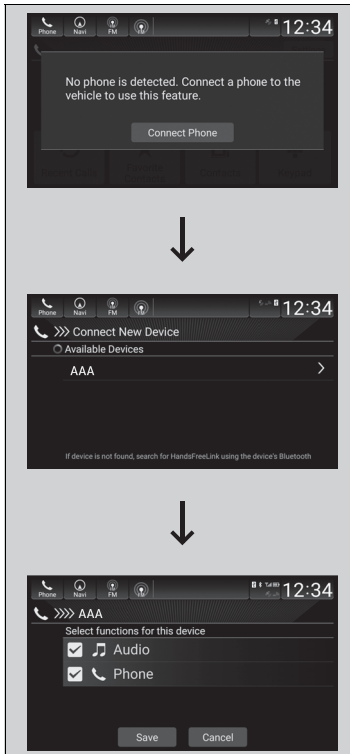 Phone Navi FM
12:34
No phone is detected. Connect a phone to the
vehicle to use this feature.
Connect Phone
Phone Navi FM
12:34
Connect New Device
Available Devices
AAA
If device is not found, search for HandsFreeLink using the device's Bluetooth
Phone Navi FM
12:34
AAA
Select functions for this device
Audio
Phone
Save Cancel